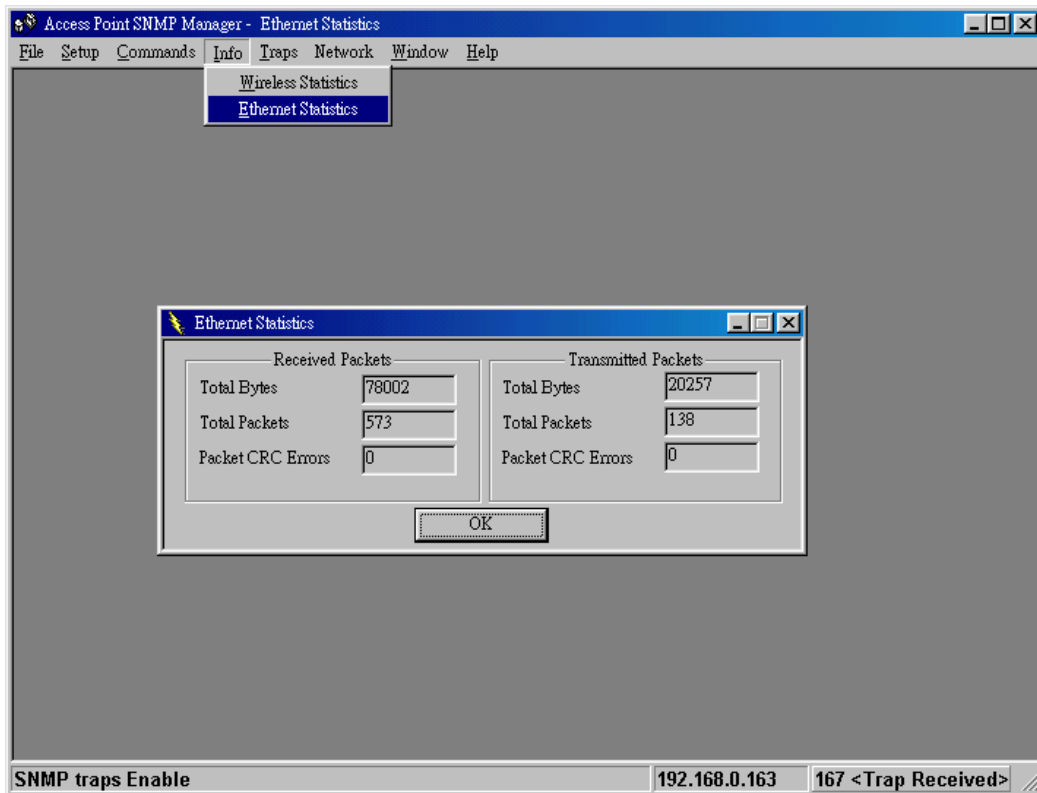 Access Point SNMP Manager - Ethernet Statistics
File Setup Commands Info Traps Network Window Help
Wireless Statistics
Ethernet Statistics
Ethernet Statistics
Received Packets
Total Bytes 78002
Total Packets 573
Packet CRC Errors 0
Transmitted Packets
Total Bytes 20257
Total Packets 138
Packet CRC Errors 0
OK
SNMP traps Enable 192.168.0.163 167 <Trap Received>